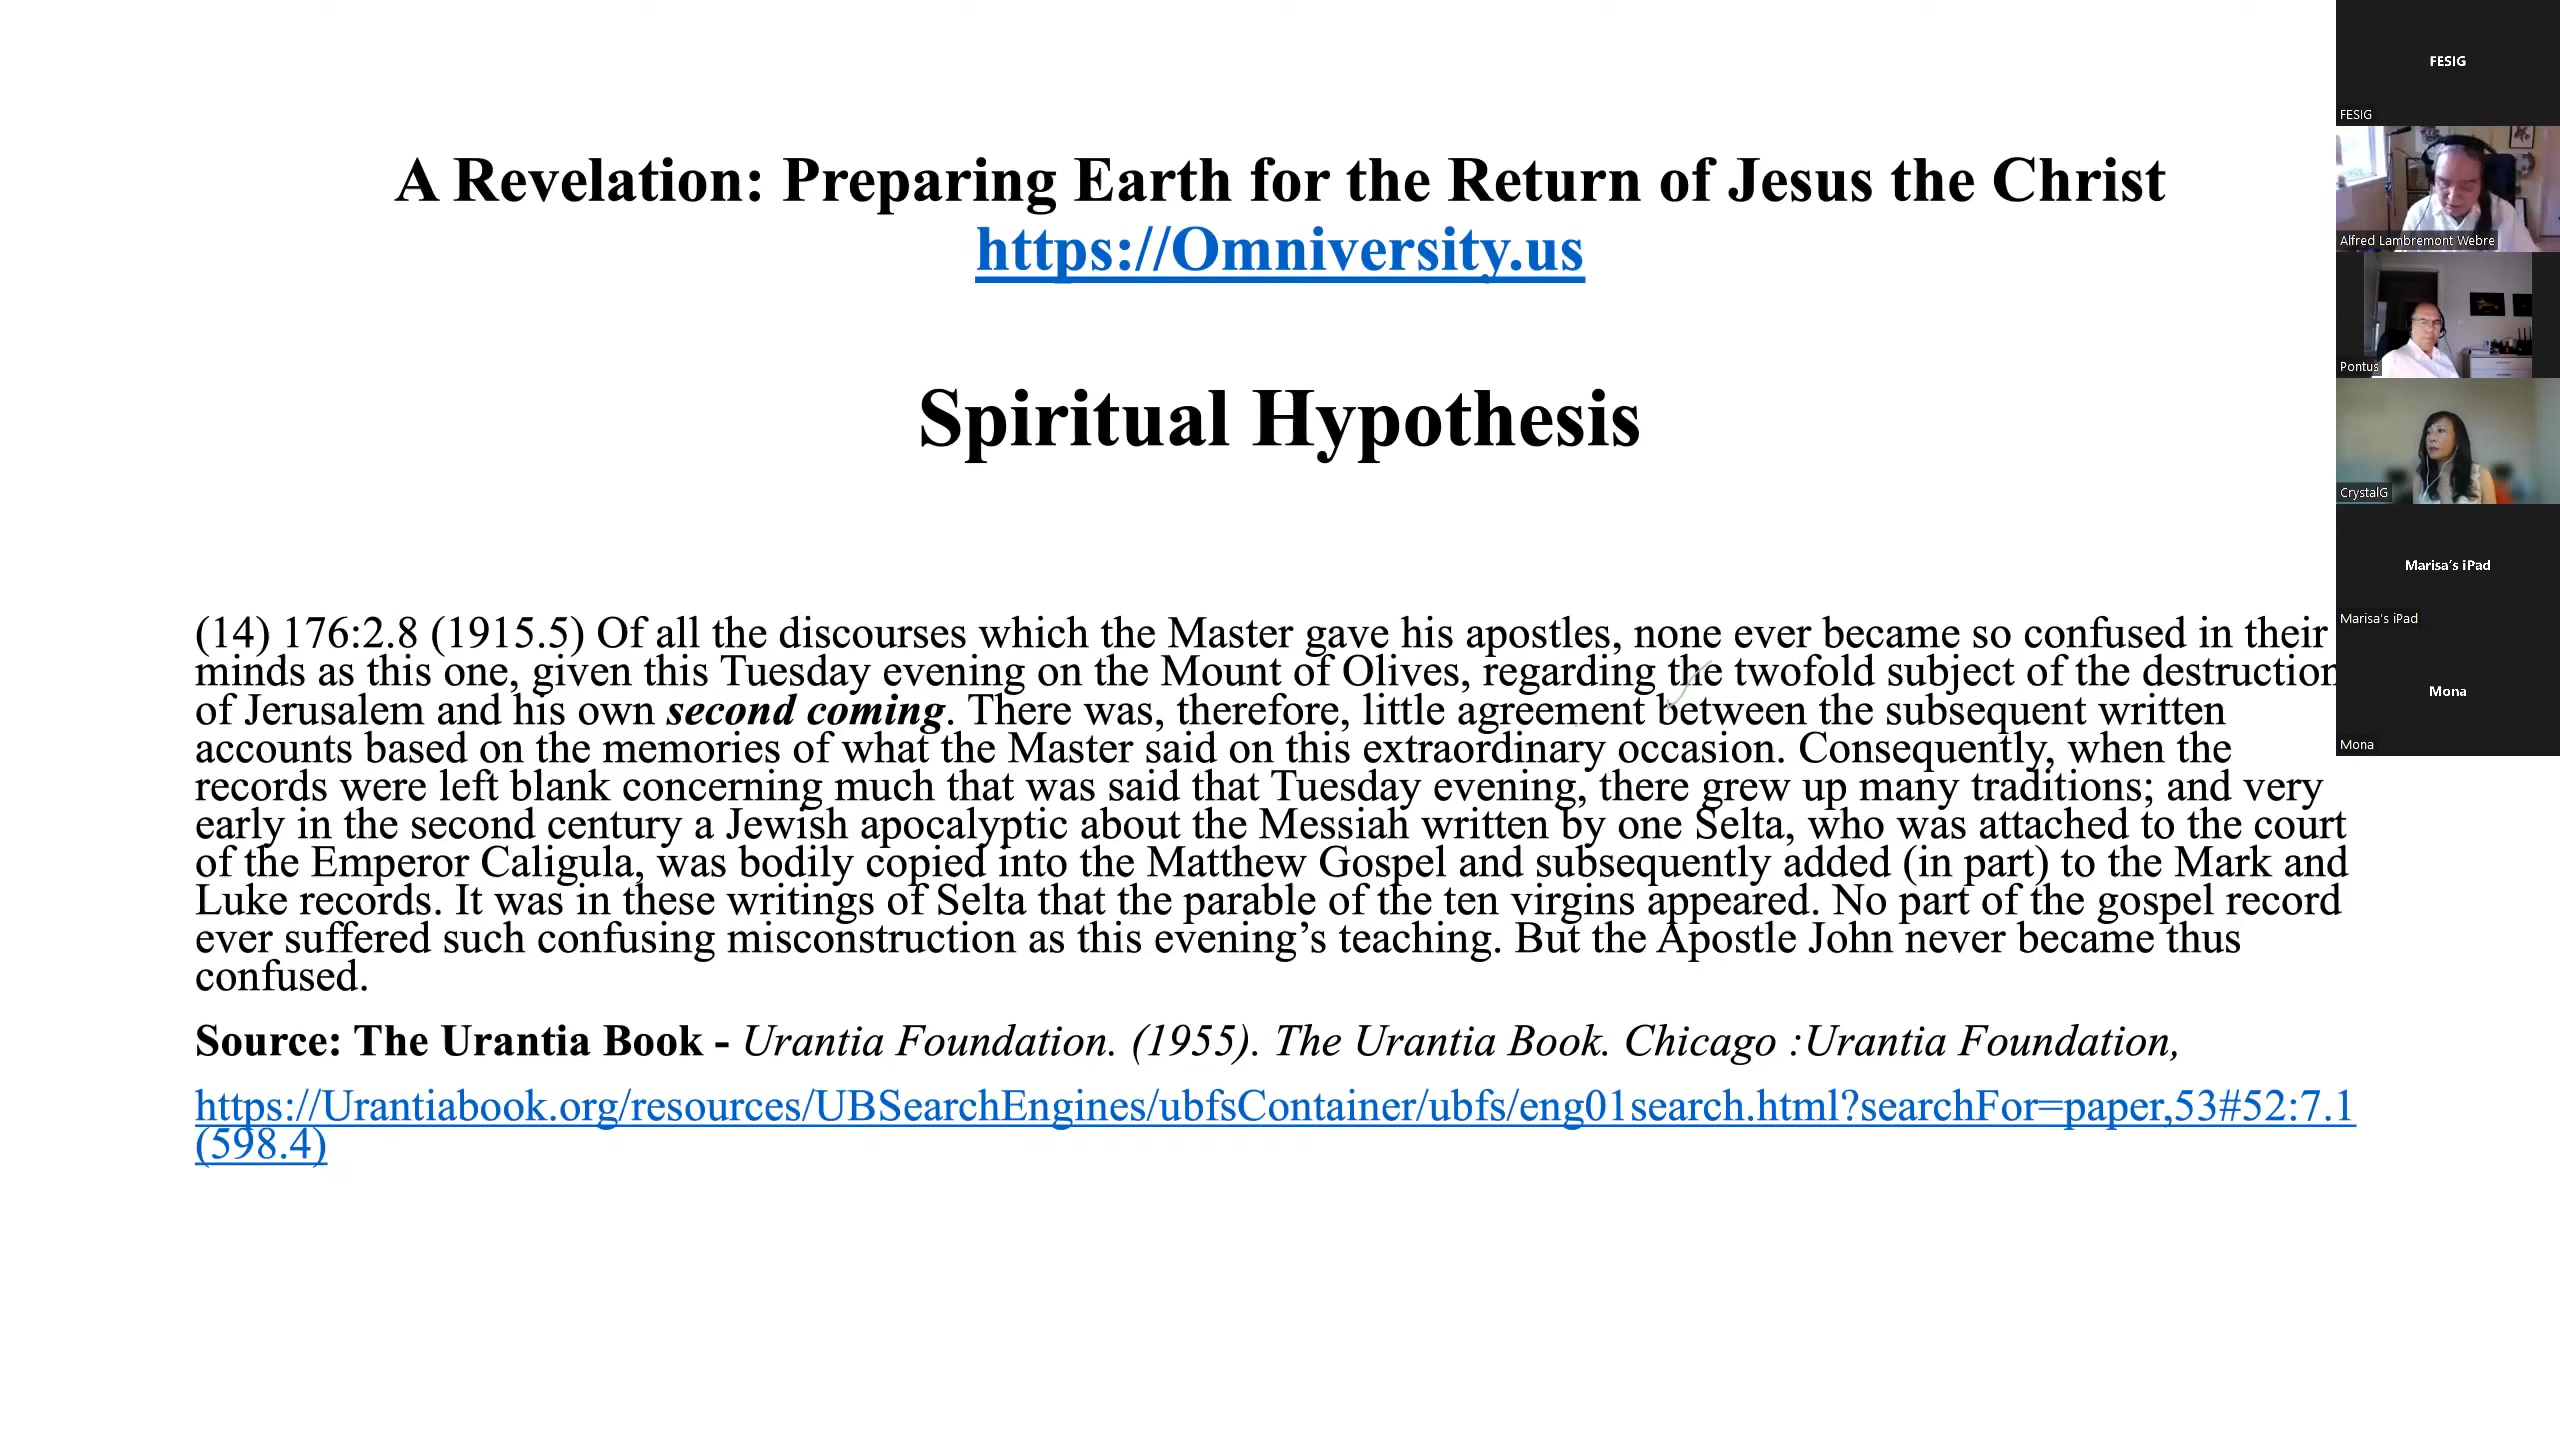 A Revelation: Preparing Earth for the Return of Jesus the Christ
https://Omniversity.us
Spiritual Hypothesis
(14) 176:2.8 (1915.5) Of all the discourses which the Master gave his apostles, none ever became so confused in their
minds as this one, given this Tuesday evening on the Mount of Olives, regarding the twofold subject of the destruction
of Jerusalem and his own second coming. There was, therefore, little agreement between the subsequent written
accounts based on the memories of what the Master said on this extraordinary occasion. Consequently, when the
records were left blank concerning much that was said that Tuesday evening, there grew up many traditions; and very
early in the second century a Jewish apocalyptic about the Messiah written by one Selta, who was attached to the court
of the Emperor Caligula, was bodily copied into the Matthew Gospel and subsequently added (in part) to the Mark and
Luke records. It was in these writings of Selta that the parable of the ten virgins appeared. No part of the gospel record
ever suffered such confusing misconstruction as this evening’s teaching. But the Apostle John never became thus
confused.
Source: The Urantia Book - Urantia Foundation. (1955). The Urantia Book. Chicago :Urantia Foundation,
https://Urantiabook.org/resources/UBSearchEngines/ubfsContainer/ubfs/eng01search.html?searchFor=paper,53#52:7.1
(598.4)
FESIG
FESIG
Alfred Lambremont Webre
Pontus
CrystalG
Marisa's iPad
Marisa's iPad
Mona
Mona